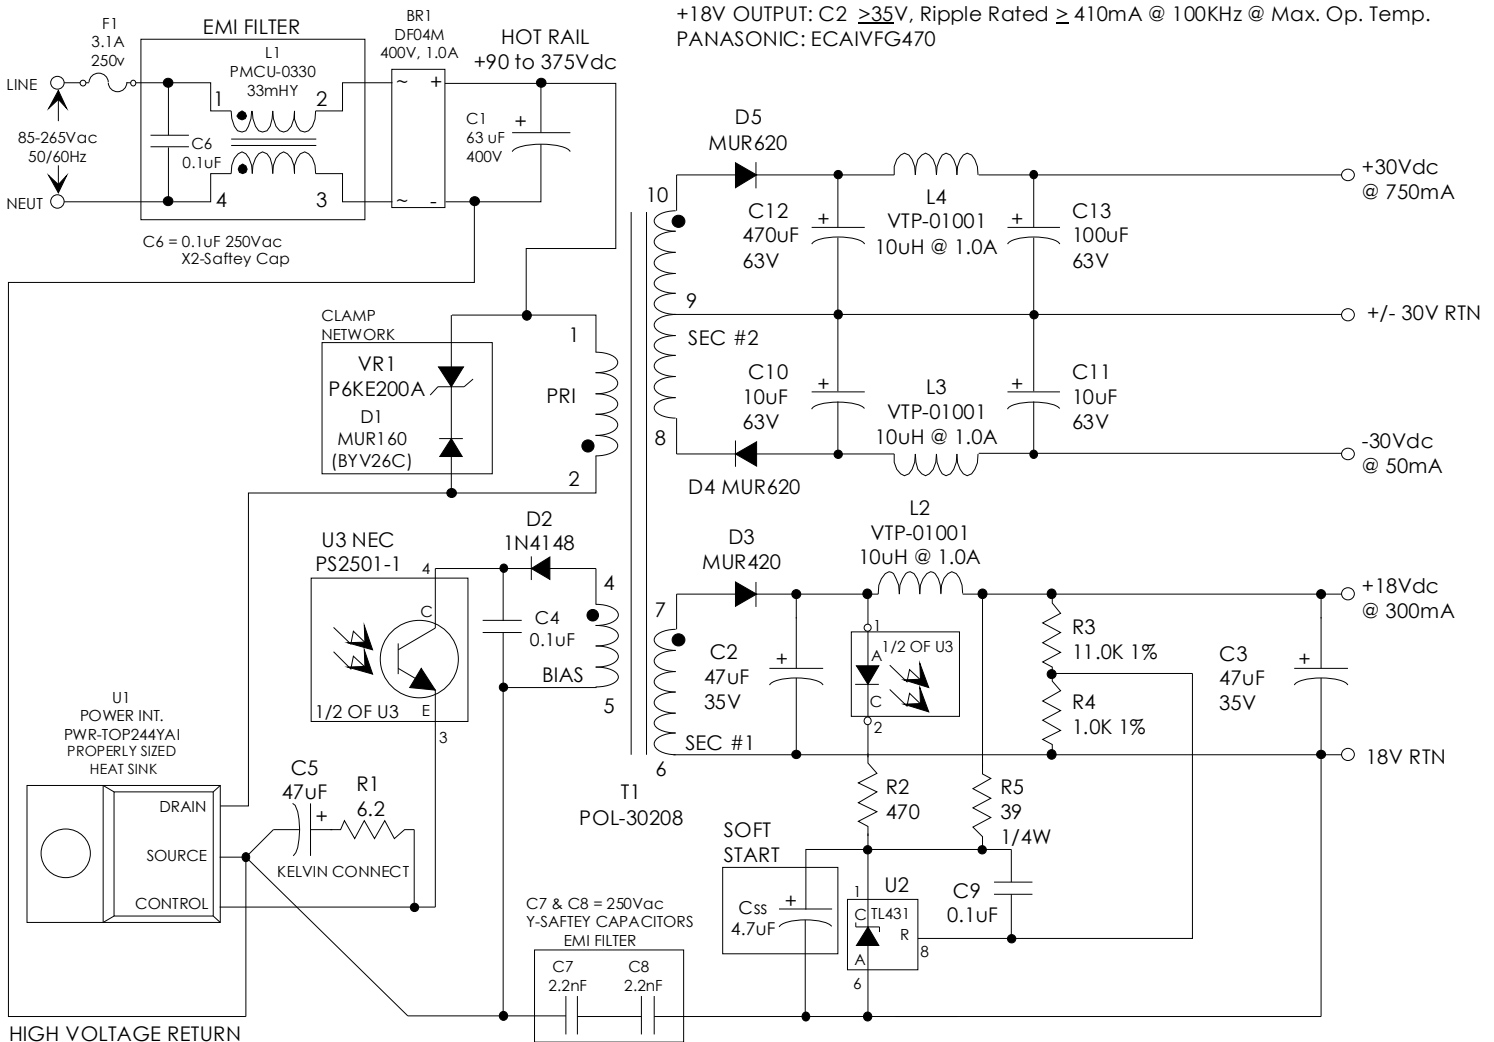 +18V OUTPUT: C2 >35V, Ripple Rated > 410mA @ 100KHz @ Max. Op. Temp.
PANASONIC: ECAIVFG470
F1
3.1A
250v
EMI FILTER
L1
PMCU-0330
33mHY
BR1
DF04M
400V, 1.0A
HOT RAIL
+90 to 375Vdc
LINE
85-265Vac
50/60Hz
NEUT
1
2
4
3
C6
0.1uF
~
+
~
-
C1
63 uF
400V
+
C6 = 0.1uF 250Vac
X2-Saftey Cap
D5
MUR620
10
9
8
SEC #2
C12
470uF
63V
+
L4
VTP-01001
10uH @ 1.0A
C13
100uF
63V
+
+30Vdc
@ 750mA
+/- 30V RTN
C10
10uF
63V
+
L3
VTP-01001
10uH @ 1.0A
C11
10uF
63V
+
-30Vdc
@ 50mA
D4 MUR620
CLAMP
NETWORK
VR1
P6KE200A
D1
MUR160
(BYV26C)
1
PRI
2
U3 NEC
PS2501-1
4
C
E
1/2 OF U3
3
D2
1N4148
C4
0.1uF
4
BIAS
5
D3
MUR420
7
SEC #1
6
L2
VTP-01001
10uH @ 1.0A
C2
47uF
35V
+
1
A
1/2 OF U3
C
2
R3
11.0K 1%
R4
1.0K 1%
C3
47uF
35V
+
+18Vdc
@ 300mA
18V RTN
T1
POL-30208
U1
POWER INT.
PWR-TOP244YAI
PROPERLY SIZED
HEAT SINK
DRAIN
SOURCE
CONTROL
C5
47uF
+
R1
6.2
KELVIN CONNECT
R2
470
R5
39
1/4W
SOFT
START
Css
4.7uF
+
1
U2
C
TL431
R
A
8
6
C9
0.1uF
C7 & C8 = 250Vac
Y-SAFTEY CAPACITORS
EMI FILTER
C7
2.2nF
C8
2.2nF
HIGH VOLTAGE RETURN